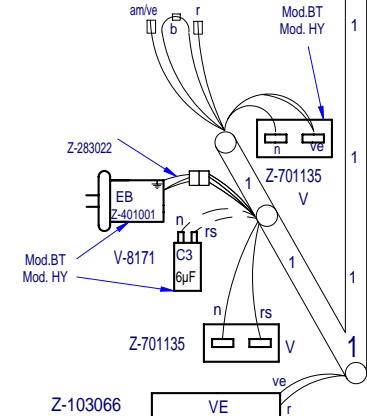 am/ve
b
r
Mod.BT
Mod. HY
1
n
ve
Z-283022
Z-701135
V
1
1
EB
Z-401001
V-8171
n
rs
C3
6µF
Mod.BT
Mod. HY
1
1
n
rs
Z-701135
V
1
ve
Z-103066
VE
r